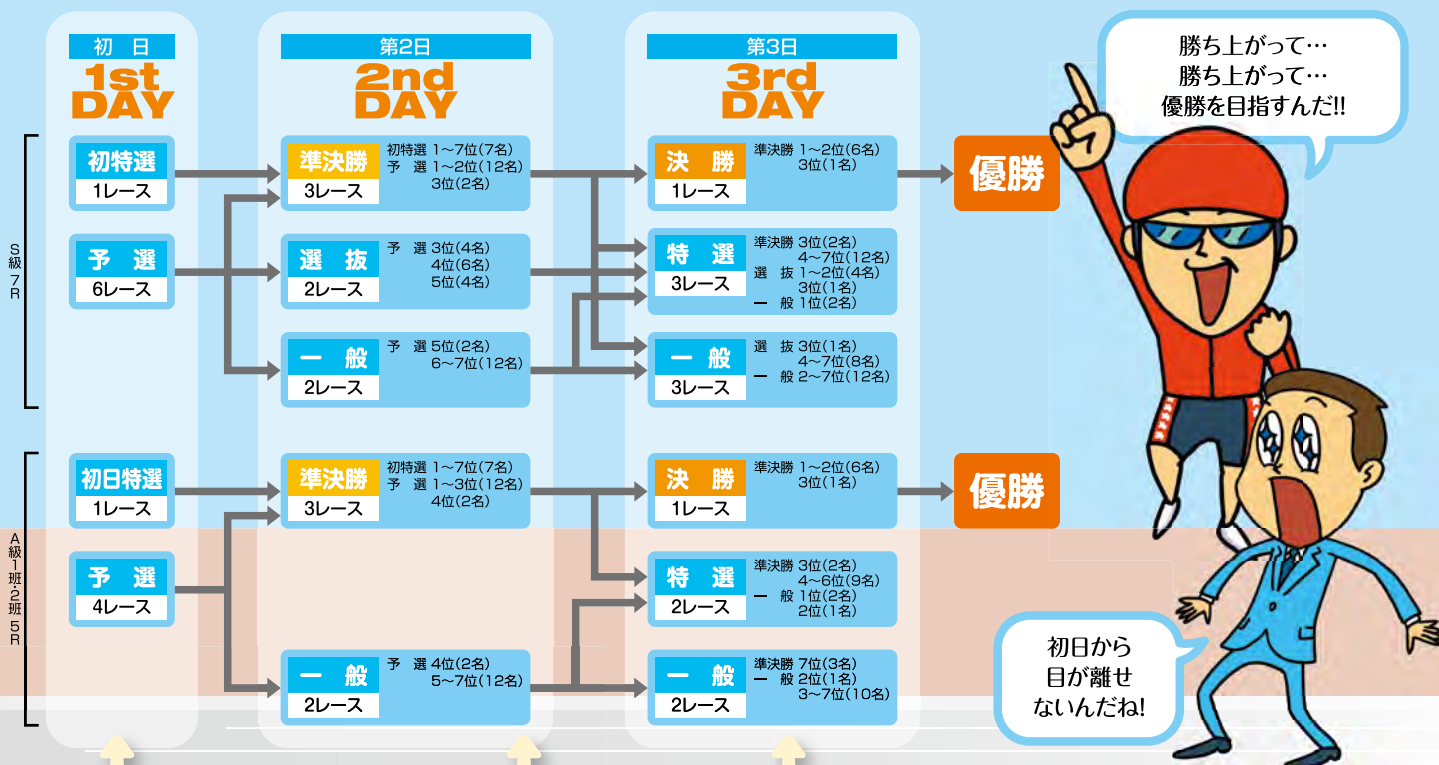 初 日
1st
DAY
第2日
2nd
DAY
第3日
3rd
DAY
勝ち上がって…
勝ち上がって…
優勝を目指すんだ!!
S級 7R
初特選
1レース
予 選
6レース
準決勝
3レース
初特選 1〜7位(7名)
予 選 1〜2位(12名)
3位(2名)
選 抜
2レース
予 選 3位(4名)
4位(6名)
5位(4名)
一 般
2レース
予 選 5位(2名)
6〜7位(12名)
決 勝
1レース
準決勝 1〜2位(6名)
3位(1名)
特 選
3レース
準決勝 3位(2名)
4〜7位(12名)
選 抜 1〜2位(4名)
3位(1名)
一 般 1位(2名)
一 般
3レース
選 抜 3位(1名)
4〜7位(8名)
一 般 2〜7位(12名)
優勝
A級1班・2班 5R
初日特選
1レース
予 選
4レース
準決勝
3レース
初特選 1〜7位(7名)
予 選 1〜3位(12名)
4位(2名)
一 般
2レース
予 選 4位(2名)
5〜7位(12名)
決 勝
1レース
準決勝 1〜2位(6名)
3位(1名)
特 選
2レース
準決勝 3位(2名)
4〜6位(9名)
一 般 1位(2名)
2位(1名)
一 般
2レース
準決勝 7位(3名)
一 般 2位(1名)
3〜7位(10名)
優勝
初日から
目が離せ
ないんだね!